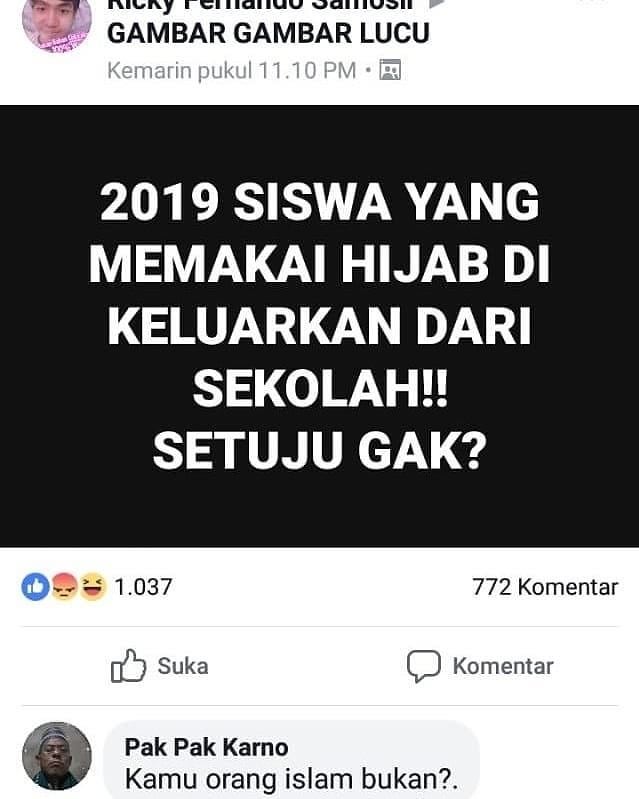 Ricky Fernando Samosir
GAMBAR GAMBAR LUCU
Kemarin pukul 11.10 PM •
2019 SISWA YANG
MEMAKAI HIJAB DI
KELUARKAN DARI
SEKOLAH!!
SETUJU GAK?
1.037
772 Komentar
Suka
Komentar
Pak Pak Karno
Kamu orang islam bukan?.